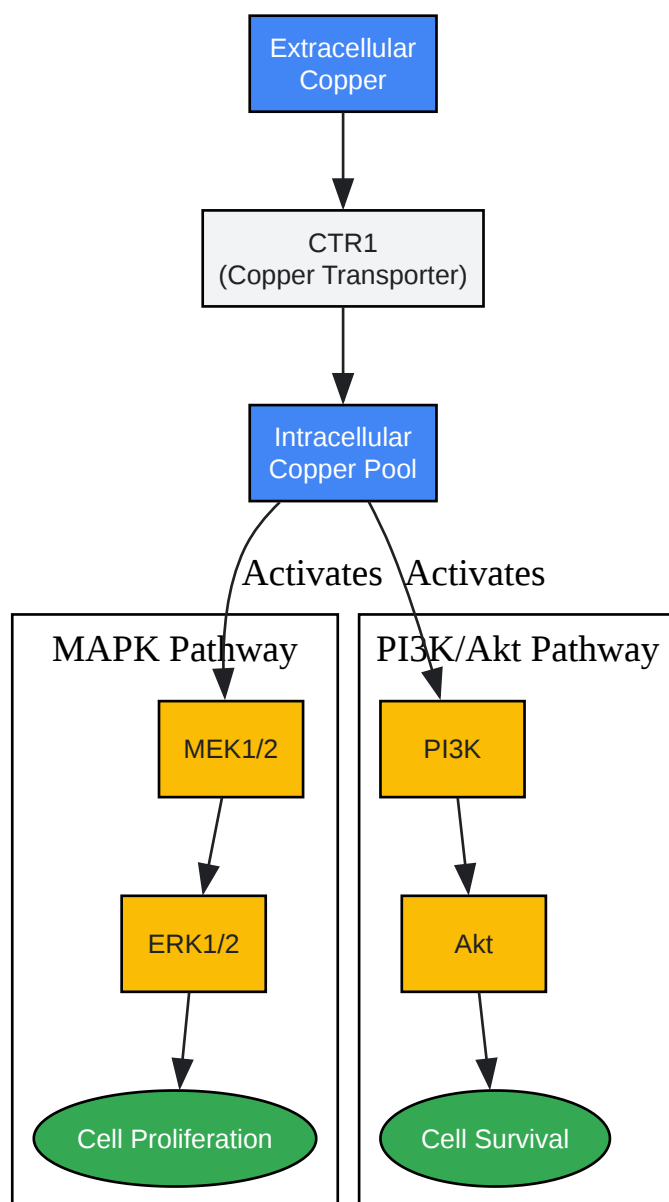 Extracellular
Copper
CTR1
(Copper Transporter)
Intracellular
Copper Pool
Activates
Activates
MAPK Pathway
PI3K/Akt Pathway
MEK1/2
PI3K
ERK1/2
Akt
Cell Proliferation
Cell Survival